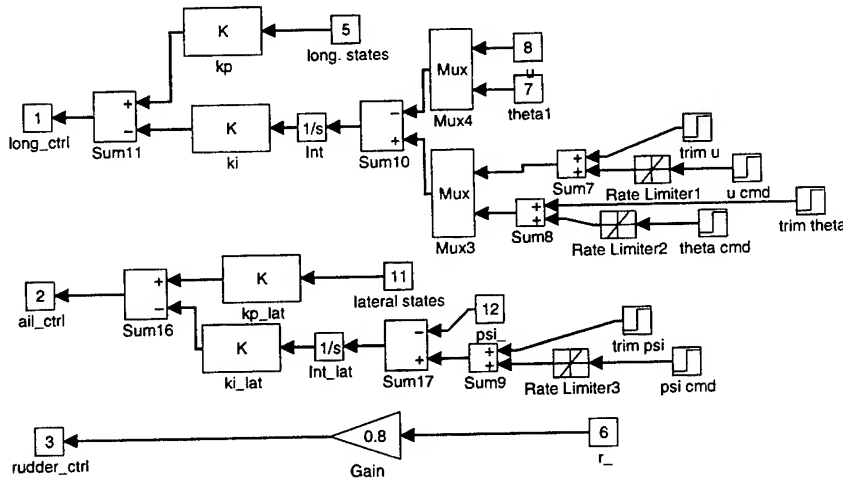 5
K
long. states
8
kp
u
Mux
1
+
7
K
1/s
−
Mux4
theta1
long_ctrl
−
+
Sum11
ki
Int
Sum10
trim u
+
+
Mux
Sum7
Rate Limiter1
u cmd
+
+
Mux3
Sum8
Rate Limiter2
theta cmd
trim theta
2
+
K
11
ail_ctrl
−
kp_lat
lateral states
12
Sum16
psi_
K
1/s
−
+
trim psi
+
+
ki_lat
Int_lat
Sum17
Sum9
Rate Limiter3
psi cmd
3
0.8
6
rudder_ctrl
Gain
r_